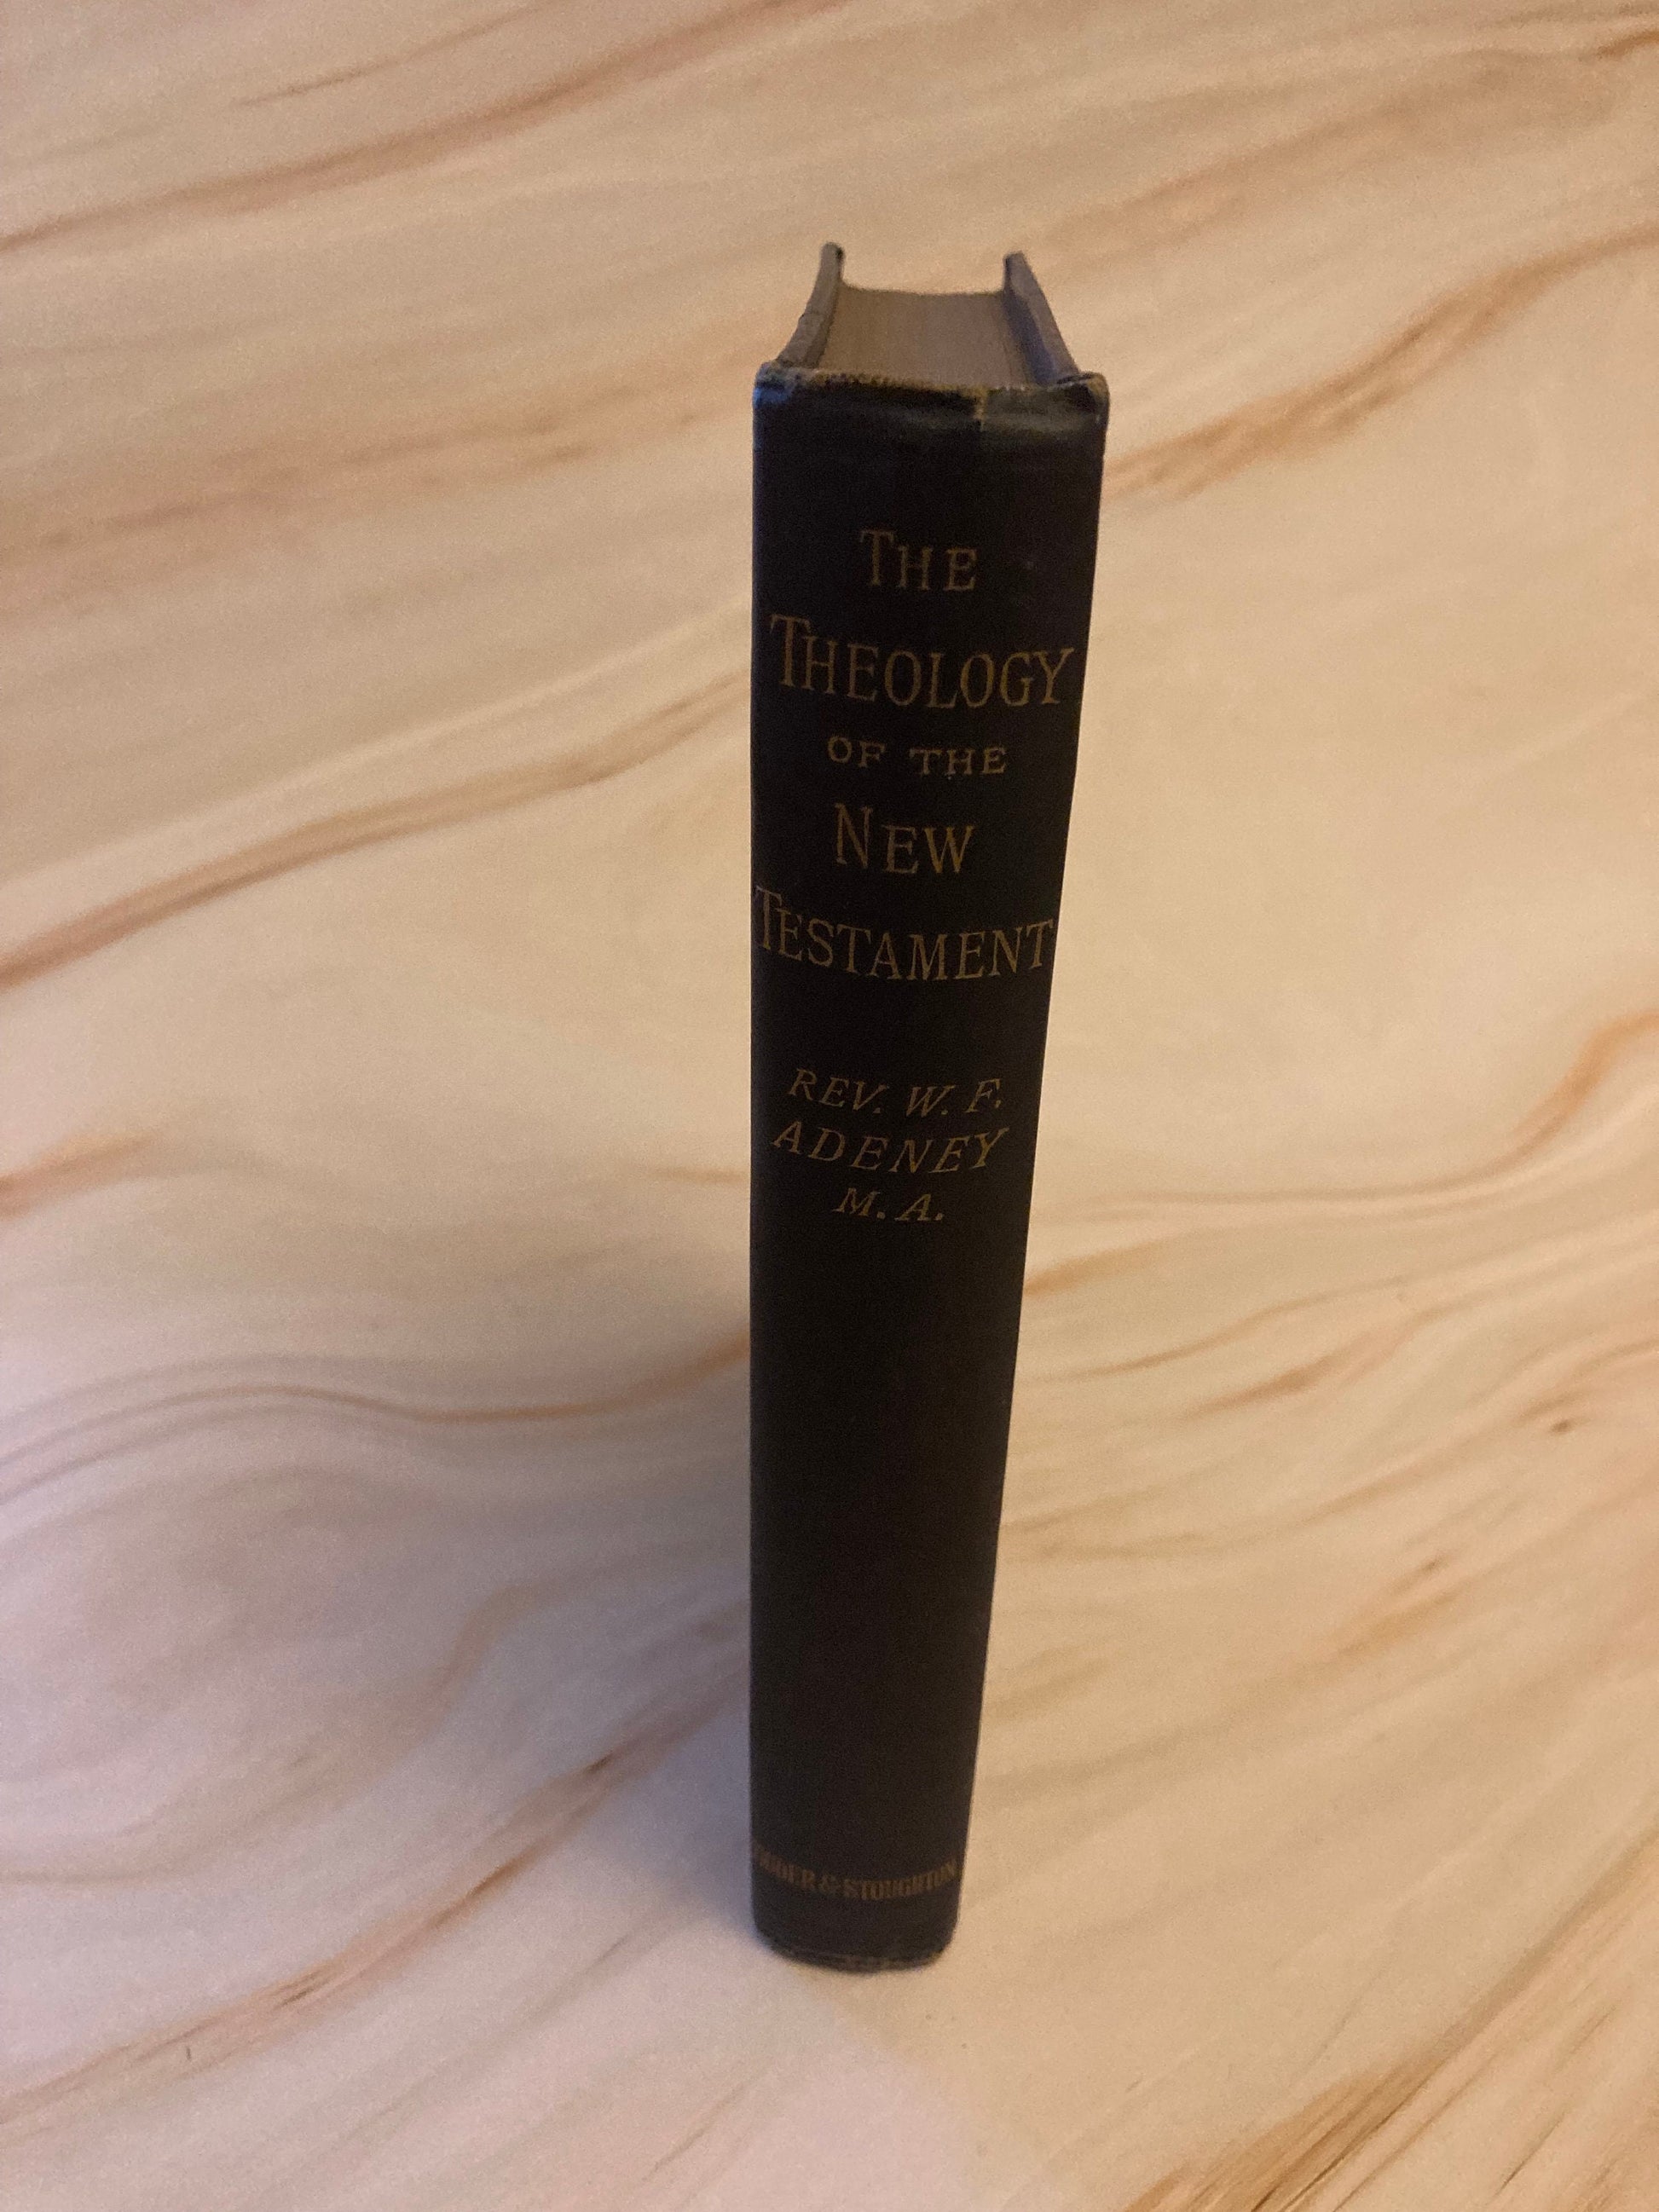 THE
THEOLOGY
OF THE
NEW
TESTAMENT
REV. W. F.
ADENEY
M. A.
HODDER & STOUGHTON